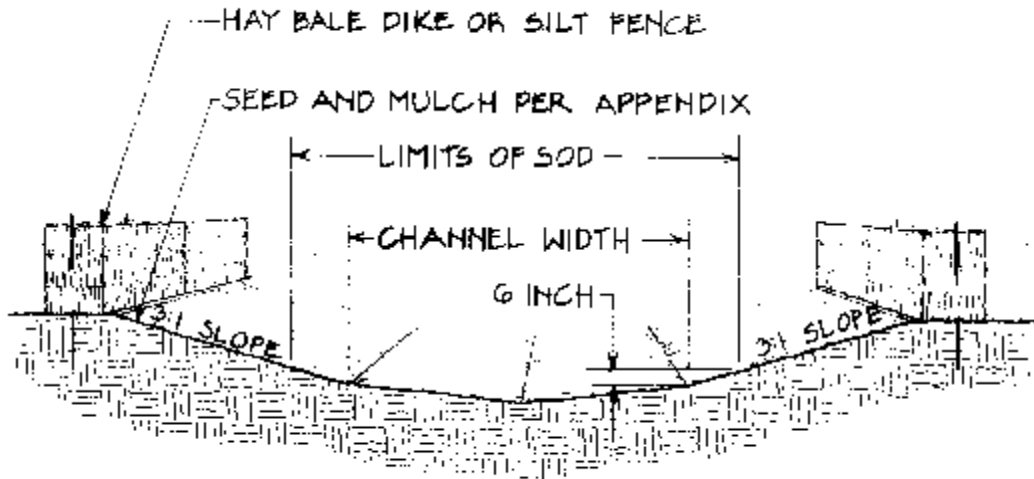 HAY BALE DIKE OR SILT FENCE
SEED AND MULCH PER APPENDIX
LIMITS OF SOD
CHANNEL WIDTH
6 INCH
3:1 SLOPE
3:1 SLOPE